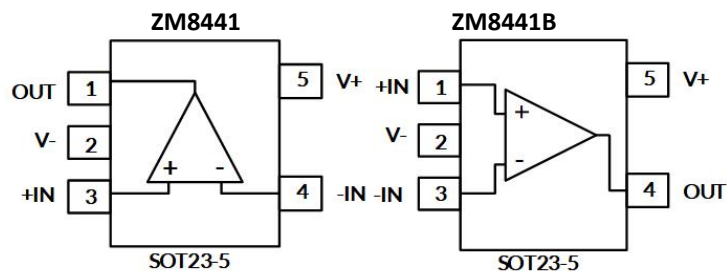 ZM8441
ZM8441B
OUT 1 5 V+
V- 2
+IN 3 + - 4 -IN
SOT23-5
+IN 1 + 5 V+
V- 2
-IN 3 - 4 OUT
SOT23-5